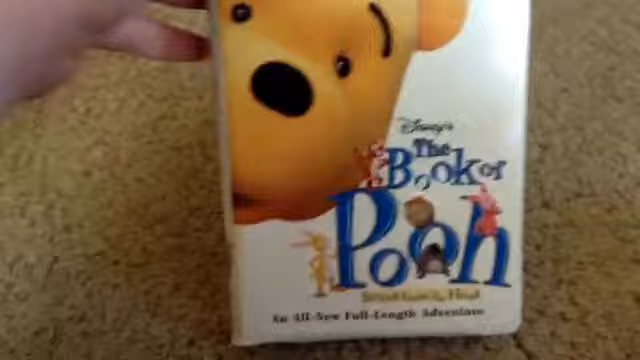 Disney's
The
Book of
Pooh
An All-New Full-Length Adventure